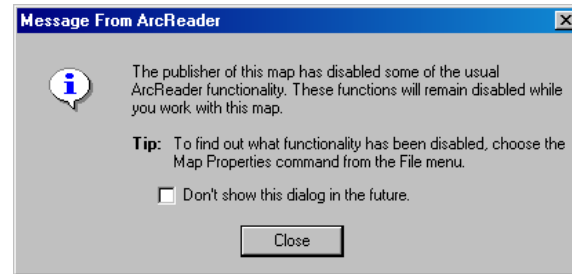 Message From ArcReader
The publisher of this map has disabled some of the usual
ArcReader functionality. These functions will remain disabled while
you work with this map.
Tip: To find out what functionality has been disabled, choose the
Map Properties command from the File menu.
Don't show this dialog in the future.
Close